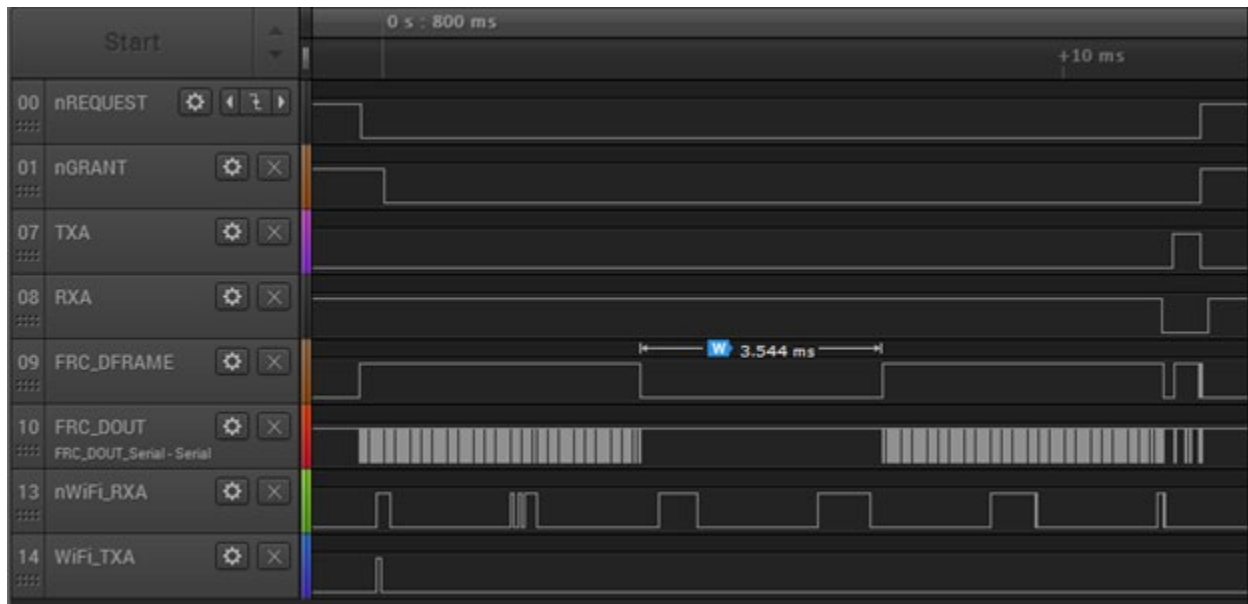 Start
0 s : 800 ms
+10 ms
00 nREQUEST
01 nGRANT
07 TXA
08 RXA
W 3.544 ms
09 FRC_DFRAME
10 FRC_DOUT
FRC_DOUT_Serial - Serial
13 nWiFi_RXA
14 WiFi_TXA